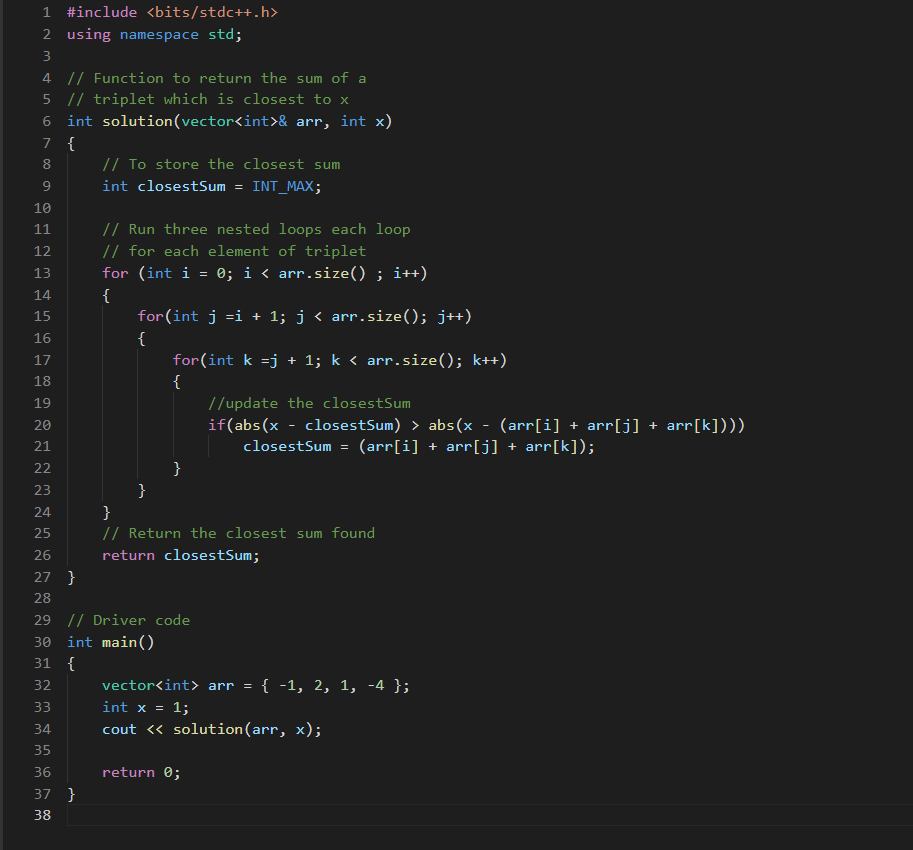 1 #include <bits/stdc++.h>
2 using namespace std;
3
4 // Function to return the sum of a
5 // triplet which is closest to x
6 int solution(vector<int>& arr, int x)
7 {
8     // To store the closest sum
9     int closestSum = INT_MAX;
10
11     // Run three nested loops each loop
12     // for each element of triplet
13     for (int i = 0; i < arr.size() ; i++)
14     {
15         for(int j =i + 1; j < arr.size(); j++)
16         {
17             for(int k =j + 1; k < arr.size(); k++)
18             {
19                 //update the closestSum
20                 if(abs(x - closestSum) > abs(x - (arr[i] + arr[j] + arr[k])))
21                     closestSum = (arr[i] + arr[j] + arr[k]);
22             }
23         }
24     }
25     // Return the closest sum found
26     return closestSum;
27 }
28
29 // Driver code
30 int main()
31 {
32     vector<int> arr = { -1, 2, 1, -4 };
33     int x = 1;
34     cout << solution(arr, x);
35
36     return 0;
37 }
38